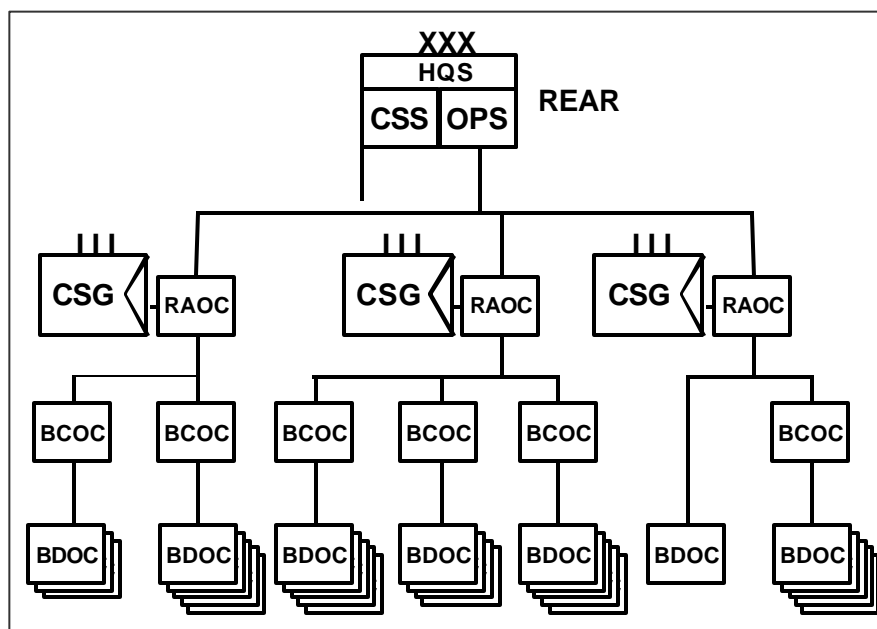 XXX
HQS
CSS OPS
REAR
III III III
CSG RAOC CSG RAOC CSG RAOC
BCOC BCOC BCOC BCOC BCOC BCOC
BDOC BDOC BDOC BDOC BDOC BDOC BDOC